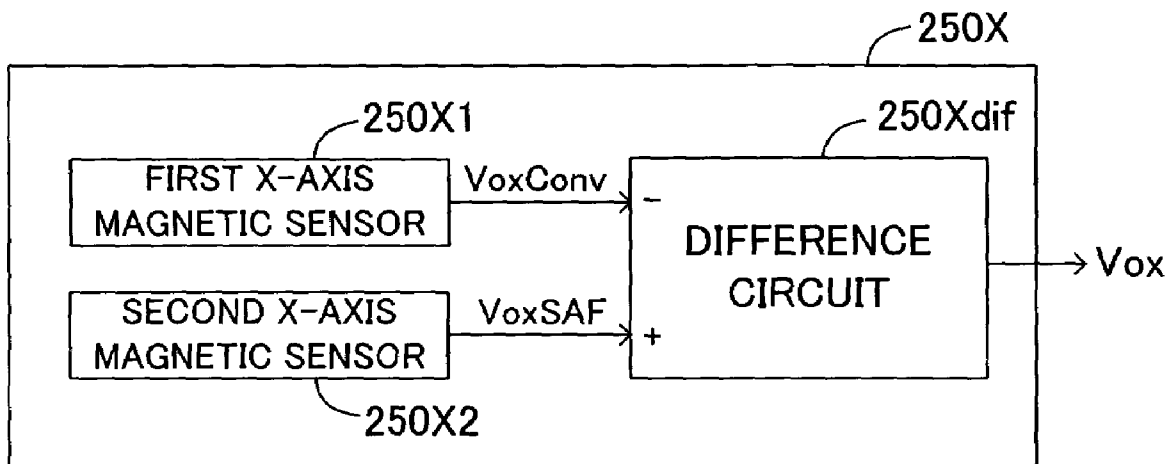 250X
250X1
250Xdif
FIRST X-AXIS
MAGNETIC SENSOR
VoxConv
-
DIFFERENCE
CIRCUIT
Vox
SECOND X-AXIS
MAGNETIC SENSOR
VoxSAF
+
250X2